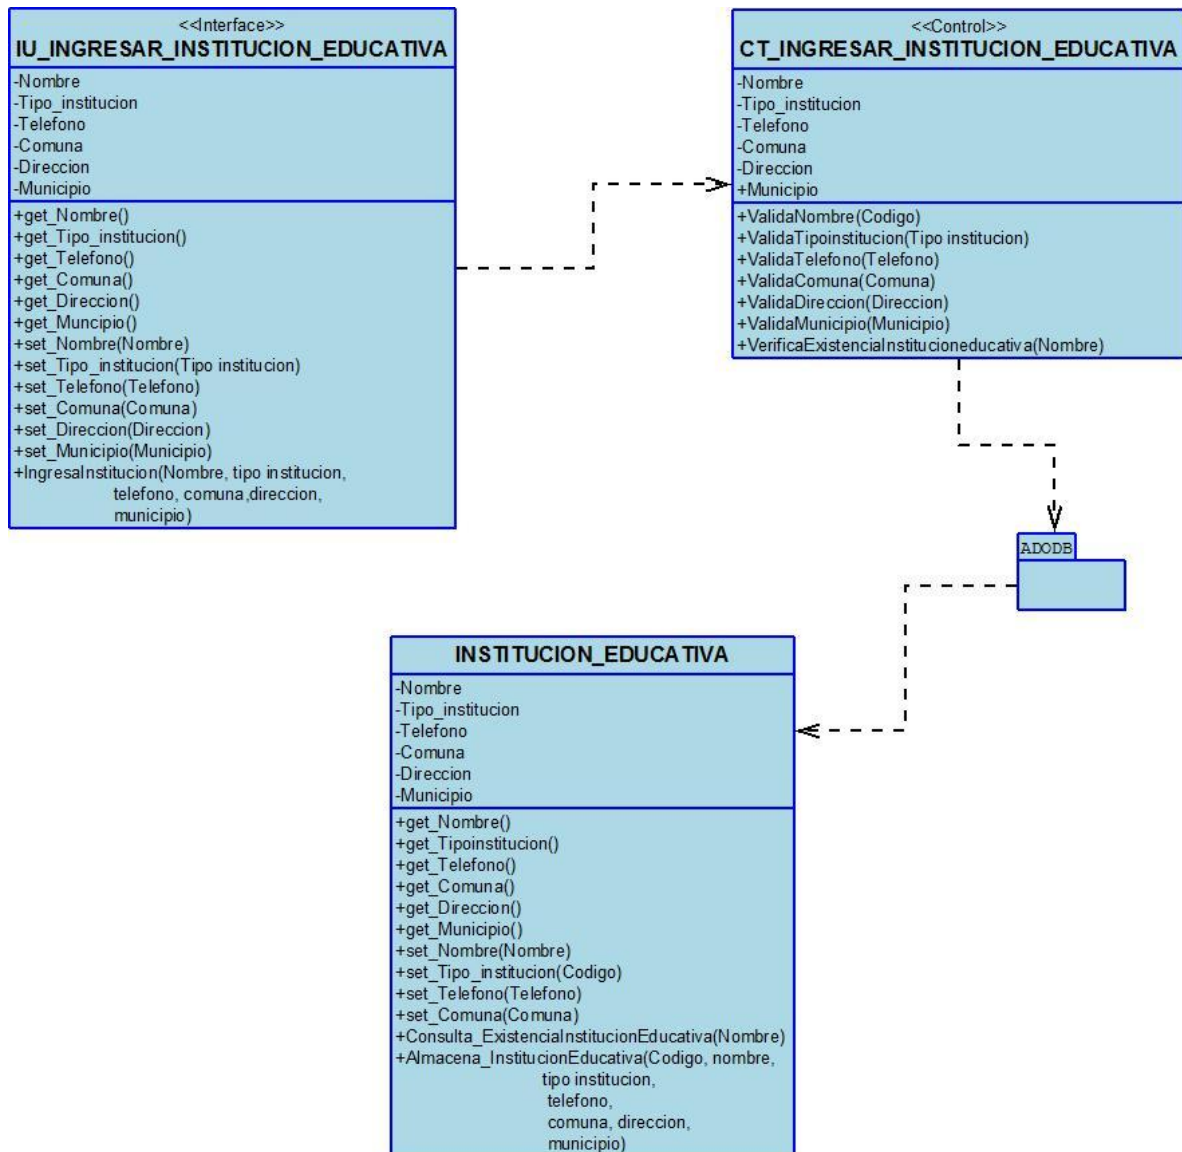 <<Interface>>
IU_INGRESAR_INSTITUCION_EDUCATIVA
-Nombre
-Tipo_institucion
-Telefono
-Comuna
-Direccion
-Municipio
+get_Nombre()
+get_Tipo_institucion()
+get_Telefono()
+get_Comuna()
+get_Direccion()
+get_Muncipio()
+set_Nombre(Nombre)
+set_Tipo_institucion(Tipo institucion)
+set_Telefono(Telefono)
+set_Comuna(Comuna)
+set_Direccion(Direccion)
+set_Municipio(Municipio)
+IngresaInstitucion(Nombre, tipo institucion,
telefono, comuna,direccion,
municipio)
<<Control>>
CT_INGRESAR_INSTITUCION_EDUCATIVA
-Nombre
-Tipo_institucion
-Telefono
-Comuna
-Direccion
+Municipio
+ValidaNombre(Codigo)
+ValidaTipoinstitucion(Tipo institucion)
+ValidaTelefono(Telefono)
+ValidaComuna(Comuna)
+ValidaDireccion(Direccion)
+ValidaMunicipio(Municipio)
+VerificaExistenciaInstitucioneducativa(Nombre)
ADODB
INSTITUCION_EDUCATIVA
-Nombre
-Tipo_institucion
-Telefono
-Comuna
-Direccion
-Municipio
+get_Nombre()
+get_Tipoinstitucion()
+get_Telefono()
+get_Comuna()
+get_Direccion()
+get_Municipio()
+set_Nombre(Nombre)
+set_Tipo_institucion(Codigo)
+set_Telefono(Telefono)
+set_Comuna(Comuna)
+Consulta_ExistenciaInstitucionEducativa(Nombre)
+Almacena_InstitucionEducativa(Codigo, nombre,
tipo institucion,
telefono,
comuna, direccion,
municipio)